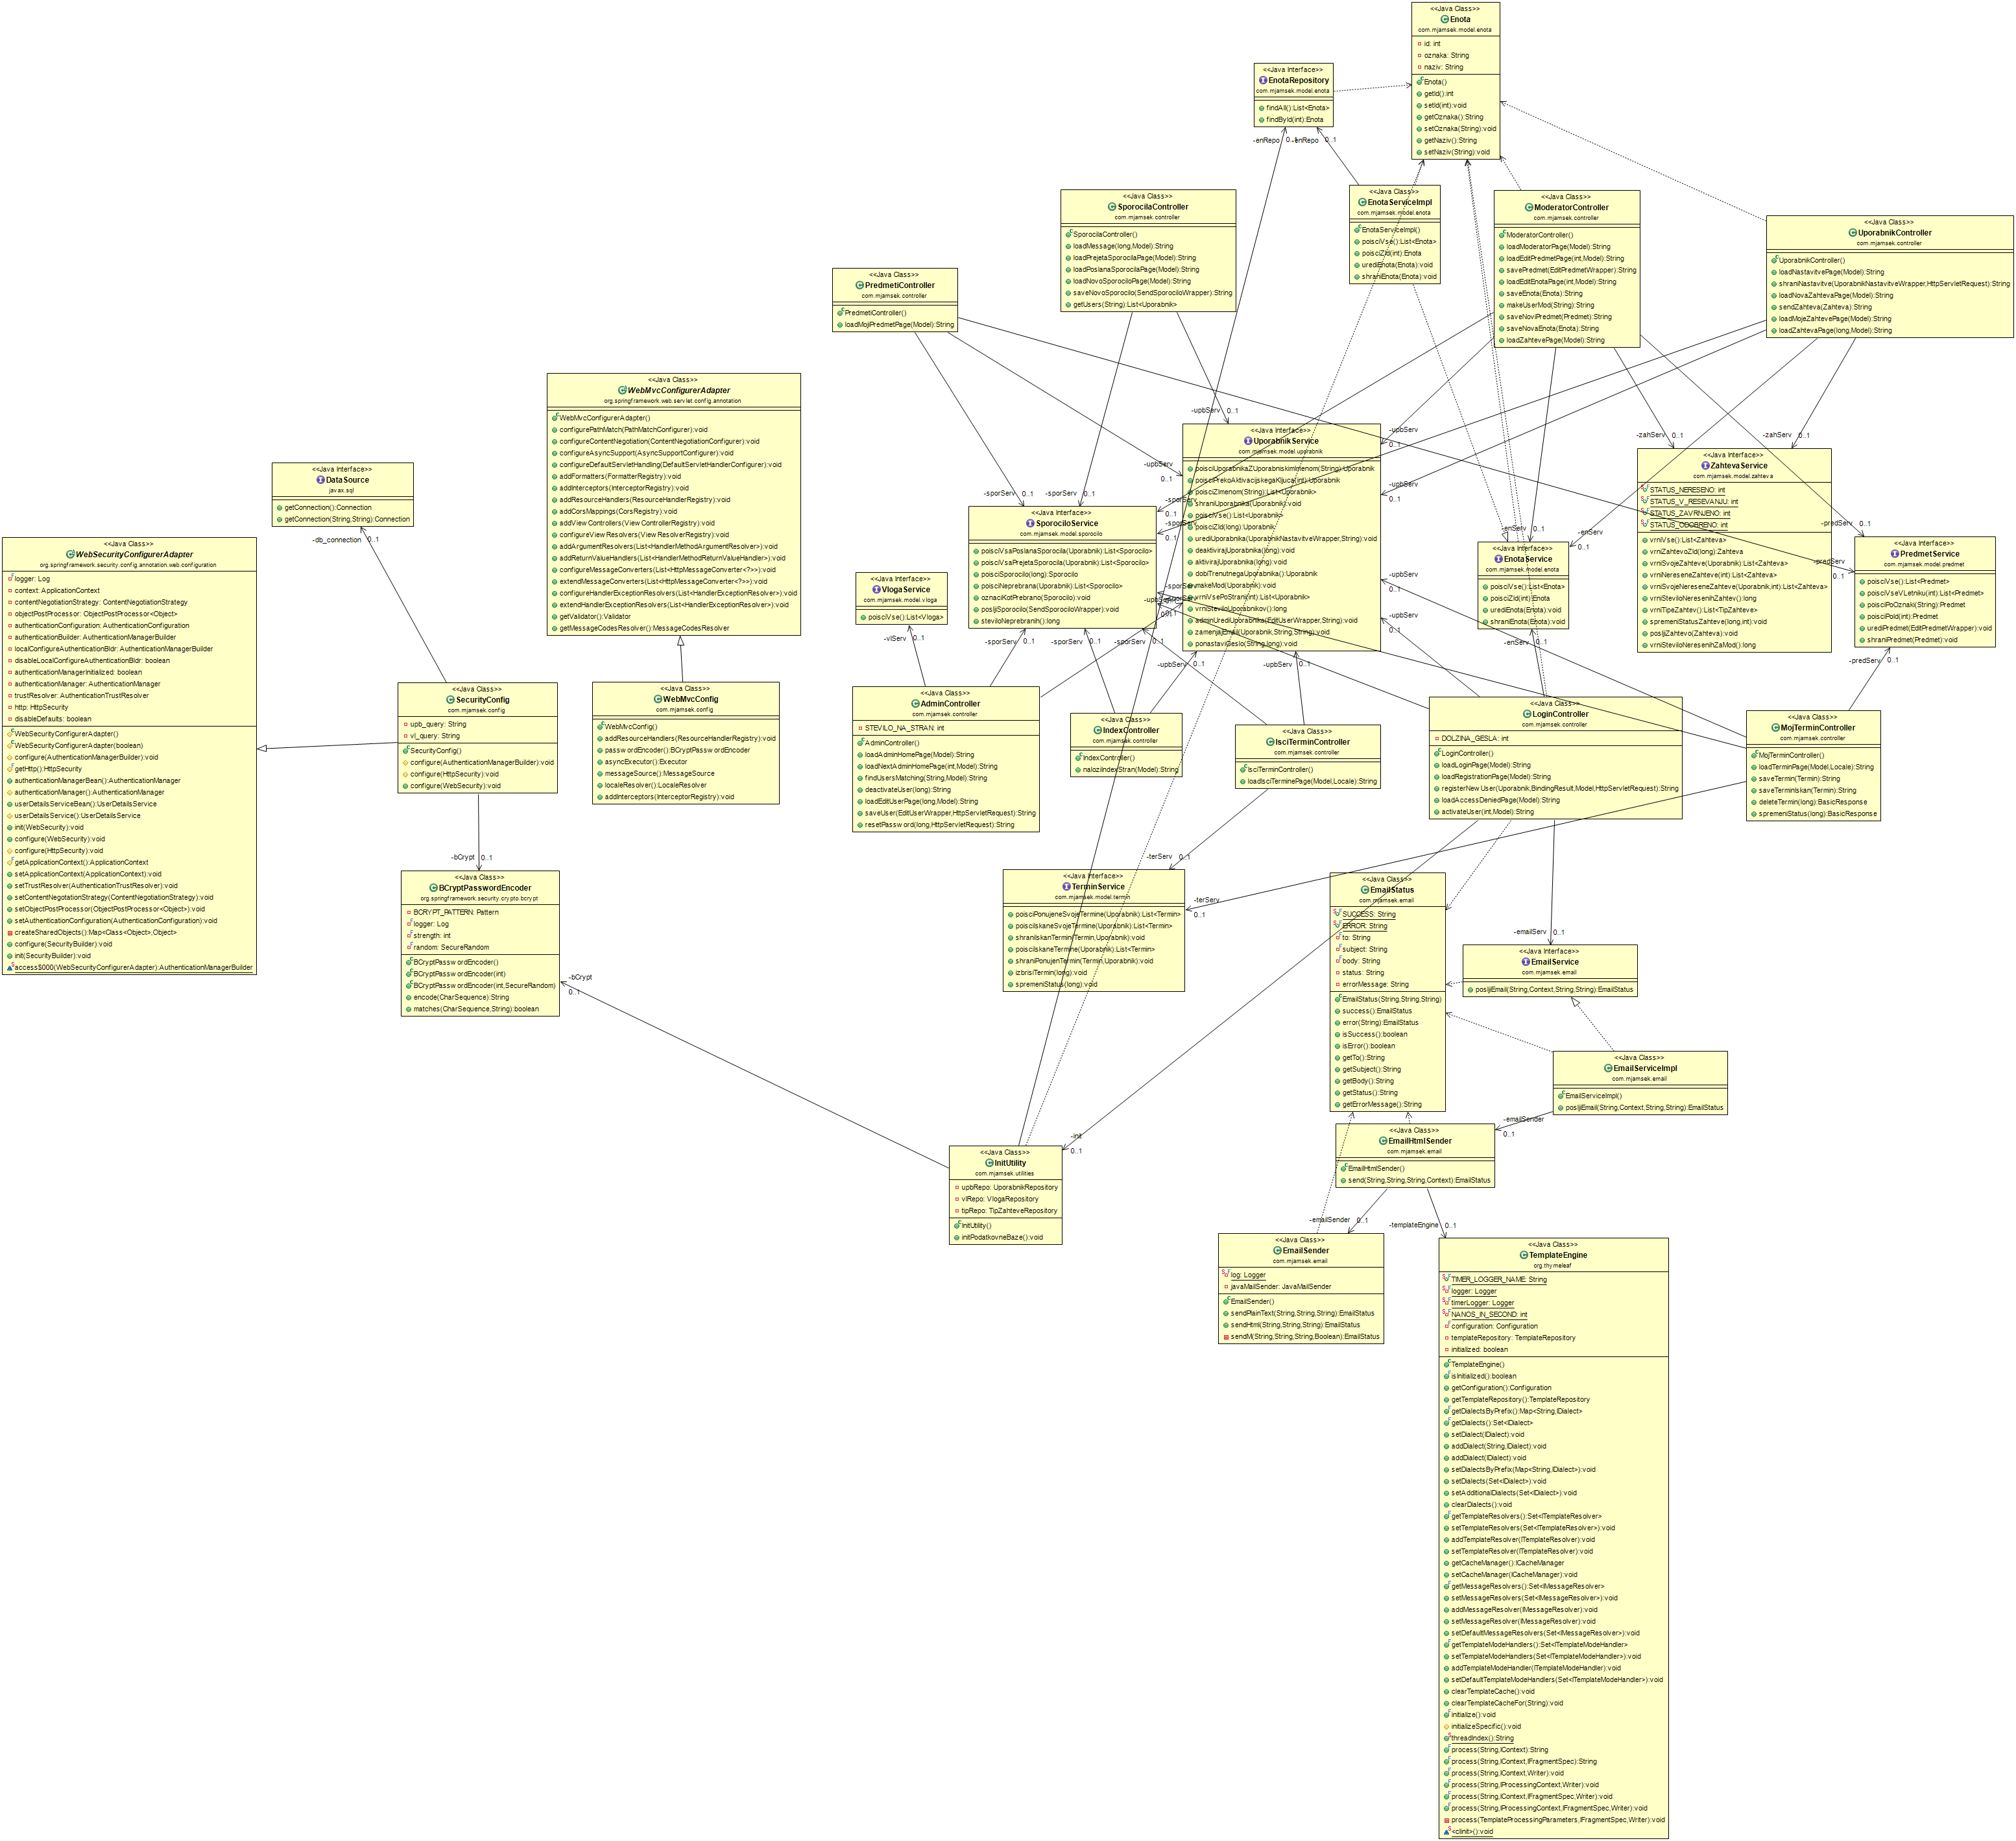 <<Java Class>>
Enota
com.mjamsek.model.enota
id: int
oznaka: String
naziv: String
Enota()
getId():int
setId(int):void
getOznaka():String
setOznaka(String):void
getNaziv():String
setNaziv(String):void
<<Java Interface>>
EnotaRepository
com.mjamsek.model.enota
findAll():List<Enota>
findById(int):Enota
-enRepo
0..1
-enRepo
0..1
<<Java Class>>
EnotaServiceImpl
com.mjamsek.model.enota
EnotaServiceImpl()
poisciVse():List<Enota>
poisciZId(int):Enota
urediEnota(Enota):void
shraniEnota(Enota):void
<<Java Class>>
SporocilaController
com.mjamsek.controller
SporocilaController()
loadMessage(long,Model):String
loadPrejetaSporocilaPage(Model):String
loadPoslanaSporocilaPage(Model):String
loadNovoSporociloPage(Model):String
saveNovoSporocilo(SendSporociloWrapper):String
getUsers(String):List<Uporabnik>
<<Java Class>>
ModeratorController
com.mjamsek.controller
ModeratorController()
loadModeratorPage(Model):String
loadEditPredmetPage(int,Model):String
savePredmet(EditPredmetWrapper):String
loadEditEnotaPage(int,Model):String
saveEnota(Enota):String
makeUserMod(String):String
saveNoviPredmet(Predmet):String
saveNovaEnota(Enota):String
loadZahtevePage(Model):String
<<Java Class>>
UporabnikController
com.mjamsek.controller
UporabnikController()
loadNastavitvePage(Model):String
shraniNastavitve(UporabnikNastavitveWrapper,HttpServletRequest):String
loadNovaZahtevaPage(Model):String
sendZahteva(Zahteva):String
loadMojeZahtevePage(Model):String
loadZahtevaPage(long,Model):String
<<Java Class>>
PredmetiController
com.mjamsek.controller
PredmetiController()
loadMojiPredmetPage(Model):String
<<Java Class>>
WebMvcConfigurerAdapter
org.springframework.web.servlet.config.annotation
WebMvcConfigurerAdapter()
configurePathMatch(PathMatchConfigurer):void
configureContentNegotiation(ContentNegotiationConfigurer):void
configureAsyncSupport(AsyncSupportConfigurer):void
configureDefaultServletHandling(DefaultServletHandlerConfigurer):void
addFormatters(FormatterRegistry):void
addInterceptors(InterceptorRegistry):void
addResourceHandlers(ResourceHandlerRegistry):void
addCorsMappings(CorsRegistry):void
addViewControllers(ViewControllerRegistry):void
configureViewResolvers(ViewResolverRegistry):void
addArgumentResolvers(List<HandlerMethodArgumentResolver>):void
addReturnValueHandlers(List<HandlerMethodReturnValueHandler>):void
configureMessageConverters(List<HttpMessageConverter<?>>):void
extendMessageConverters(List<HttpMessageConverter<?>>):void
configureHandlerExceptionResolvers(List<HandlerExceptionResolver>):void
extendHandlerExceptionResolvers(List<HandlerExceptionResolver>):void
getValidator():Validator
getMessageCodesResolver():MessageCodesResolver
<<Java Interface>>
DataSource
javax.sql
getConnection():Connection
getConnection(String,String):Connection
-db_connection
0..1
<<Java Class>>
WebSecurityConfigurerAdapter
org.springframework.security.config.annotation.web.configuration
logger: Log
context: ApplicationContext
contentNegotiationStrategy: ContentNegotiationStrategy
objectPostProcessor: ObjectPostProcessor<Object>
authenticationConfiguration: AuthenticationConfiguration
authenticationBuilder: AuthenticationManagerBuilder
localConfigureAuthenticationBldr: AuthenticationManagerBuilder
disableLocalConfigureAuthenticationBldr: boolean
authenticationManagerInitialized: boolean
authenticationManager: AuthenticationManager
trustResolver: AuthenticationTrustResolver
http: HttpSecurity
disableDefaults: boolean
WebSecurityConfigurerAdapter()
WebSecurityConfigurerAdapter(boolean)
configure(AuthenticationManagerBuilder):void
getHttp():HttpSecurity
authenticationManagerBean():AuthenticationManager
authenticationManager():AuthenticationManager
userDetailsServiceBean():UserDetailsService
userDetailsService():UserDetailsService
init(WebSecurity):void
configure(WebSecurity):void
configure(HttpSecurity):void
getApplicationContext():ApplicationContext
setApplicationContext(ApplicationContext):void
setTrustResolver(AuthenticationTrustResolver):void
setContentNegotationStrategy(ContentNegotiationStrategy):void
setObjectPostProcessor(ObjectPostProcessor<Object>):void
setAuthenticationConfiguration(AuthenticationConfiguration):void
createSharedObjects():Map<Class<Object>,Object>
configure(SecurityBuilder):void
init(SecurityBuilder):void
access$000(WebSecurityConfigurerAdapter):AuthenticationManagerBuilder
<<Java Class>>
SecurityConfig
com.mjamsek.config
upb_query: String
vl_query: String
SecurityConfig()
configure(AuthenticationManagerBuilder):void
configure(HttpSecurity):void
configure(WebSecurity):void
<<Java Class>>
WebMvcConfig
com.mjamsek.config
WebMvcConfig()
addResourceHandlers(ResourceHandlerRegistry):void
passwordEncoder():BCryptPasswordEncoder
asyncExecutor():Executor
messageSource():MessageSource
localeResolver():LocaleResolver
addInterceptors(InterceptorRegistry):void
-bCrypt
0..1
<<Java Class>>
BCryptPasswordEncoder
org.springframework.security.crypto.bcrypt
BCRYPT_PATTERN: Pattern
logger: Log
strength: int
random: SecureRandom
BCryptPasswordEncoder()
BCryptPasswordEncoder(int)
BCryptPasswordEncoder(int,SecureRandom)
encode(CharSequence):String
matches(CharSequence,String):boolean
-bCrypt
0..1
<<Java Interface>>
UporabnikService
com.mjamsek.model.uporabnik
poisciUporabnikaZUporabniskimImenom(String):Uporabnik
poisciPrekoAktivacijskegaKljuca(int):Uporabnik
poisciZImenom(String):List<Uporabnik>
shraniUporabnika(Uporabnik):void
poisciVse():List<Uporabnik>
poisciZId(long):Uporabnik
urediUporabnika(UporabnikNastavitveWrapper,String):void
deaktivirajUporabnika(long):void
aktivirajUporabnika(long):void
dobiTrenutnegaUporabnika():Uporabnik
makeMod(Uporabnik):void
vrniVsePoStrani(int):List<Uporabnik>
vrniSteviloUporabnikov():long
adminUrediUporabnika(EditUserWrapper,String):void
zamenjajEmail(Uporabnik,String,String):void
ponastaviGeslo(String,long):void
-upbServ
0..1
-upbServ
0..1
-upbServ
0..1
-upbServ
0..1
-upbServ
0..1
-upbServ
0..1
-upbServ
0..1
-upbServ
0..1
<<Java Interface>>
SporociloService
com.mjamsek.model.sporocilo
poisciVsaPoslanaSporocila(Uporabnik):List<Sporocilo>
poisciVsaPrejetaSporocila(Uporabnik):List<Sporocilo>
poisciSporocilo(long):Sporocilo
poisciNeprebrana(Uporabnik):List<Sporocilo>
oznaciKotPrebrano(Sporocilo):void
posljiSporocilo(SendSporociloWrapper):void
steviloNeprebranih():long
-sporServ
0..1
-sporServ
0..1
-sporServ
0..1
-sporServ
0..1
-sporServ
0..1
-sporServ
0..1
<<Java Interface>>
ZahtevaService
com.mjamsek.model.zahteva
STATUS_NERESENO: int
STATUS_V_RESEVANJU: int
STATUS_ZAVRNJENO: int
STATUS_ODOBRENO: int
vrniVse():List<Zahteva>
vrniZahtevoZId(long):Zahteva
vrniSvojeZahteve(Uporabnik):List<Zahteva>
vrniNereseneZahteve(int):List<Zahteva>
vrniSvojeNereseneZahteve(Uporabnik,int):List<Zahteva>
vrniSteviloNeresenihZahtev():long
vrniTipeZahtev():List<TipZahteve>
spremeniStatusZahteve(long,int):void
posljiZahtevo(Zahteva):void
vrniSteviloNeresenihZaMod():long
-zahServ
0..1
-zahServ
0..1
<<Java Interface>>
PredmetService
com.mjamsek.model.predmet
poisciVse():List<Predmet>
poisciVseVLetniku(int):List<Predmet>
poisciPoOznaki(String):Predmet
poisciPoId(int):Predmet
urediPredmet(EditPredmetWrapper):void
shraniPredmet(Predmet):void
-predServ
0..1
0..1
-predServ
0..1
<<Java Interface>>
EnotaService
com.mjamsek.model.enota
poisciVse():List<Enota>
poisciZId(int):Enota
urediEnota(Enota):void
shraniEnota(Enota):void
-enServ
0..1
-enServ
0..1
-enServ
0..1
<<Java Interface>>
VlogaService
com.mjamsek.model.vloga
poisciVse():List<Vloga>
-vlServ
0..1
<<Java Class>>
AdminController
com.mjamsek.controller
STEVILO_NA_STRAN: int
AdminController()
loadAdminHomePage(Model):String
loadNextAdminHomePage(int,Model):String
findUsersMatching(String,Model):String
deactivateUser(long):String
loadEditUserPage(long,Model):String
saveUser(EditUserWrapper,HttpServletRequest):String
resetPassword(long,HttpServletRequest):String
<<Java Class>>
IndexController
com.mjamsek.controller
IndexController()
naloziIndexStran(Model):String
<<Java Class>>
IsciTerminController
com.mjamsek.controller
IsciTerminController()
loadIsciTerminePage(Model,Locale):String
<<Java Class>>
LoginController
com.mjamsek.controller
DOLZINA_GESLA: int
LoginController()
loadLoginPage(Model):String
loadRegistrationPage(Model):String
registerNewUser(Uporabnik,BindingResult,Model,HttpServletRequest):String
loadAccessDeniedPage(Model):String
activateUser(int,Model):String
<<Java Class>>
MojTerminController
com.mjamsek.controller
MojTerminController()
loadTerminPage(Model,Locale):String
saveTermin(Termin):String
saveTerminIskan(Termin):String
deleteTermin(long):BasicResponse
spremeniStatus(long):BasicResponse
-terServ
0..1
<<Java Interface>>
TerminService
com.mjamsek.model.termin
poisciPonujeneSvojeTermine(Uporabnik):List<Termin>
poisciIskaneSvojeTermine(Uporabnik):List<Termin>
shraniIskanTermin(Termin,Uporabnik):void
poisciIskaneTermine(Uporabnik):List<Termin>
shraniPonujenTermin(Termin,Uporabnik):void
izbrisiTermin(long):void
spremeniStatus(long):void
-terServ
0..1
<<Java Class>>
EmailStatus
com.mjamsek.email
SUCCESS: String
ERROR: String
to: String
subject: String
body: String
status: String
errorMessage: String
EmailStatus(String,String,String)
success():EmailStatus
error(String):EmailStatus
isSuccess():boolean
isError():boolean
getTo():String
getSubject():String
getBody():String
getStatus():String
getErrorMessage():String
-emailServ
0..1
<<Java Interface>>
EmailService
com.mjamsek.email
posljiEmail(String,Context,String,String):EmailStatus
<<Java Class>>
EmailServiceImpl
com.mjamsek.email
EmailServiceImpl()
posljiEmail(String,Context,String,String):EmailStatus
-emailSender
0..1
<<Java Class>>
EmailHtmlSender
com.mjamsek.email
EmailHtmlSender()
send(String,String,String,Context):EmailStatus
-init
0..1
<<Java Class>>
InitUtility
com.mjamsek.utilities
upbRepo: UporabnikRepository
vlRepo: VlogaRepository
tipRepo: TipZahteveRepository
InitUtility()
initPodatkovneBaze():void
-emailSender
0..1
-templateEngine
0..1
<<Java Class>>
EmailSender
com.mjamsek.email
log: Logger
javaMailSender: JavaMailSender
EmailSender()
sendPlainText(String,String,String):EmailStatus
sendHtml(String,String,String):EmailStatus
sendM(String,String,String,Boolean):EmailStatus
<<Java Class>>
TemplateEngine
org.thymeleaf
TIMER_LOGGER_NAME: String
logger: Logger
timerLogger: Logger
NANOS_IN_SECOND: int
configuration: Configuration
templateRepository: TemplateRepository
initialized: boolean
TemplateEngine()
isInitialized():boolean
getConfiguration():Configuration
getTemplateRepository():TemplateRepository
getDialectsByPrefix():Map<String,IDialect>
getDialects():Set<IDialect>
setDialect(IDialect):void
addDialect(String,IDialect):void
addDialect(IDialect):void
setDialectsByPrefix(Map<String,IDialect>):void
setDialects(Set<IDialect>):void
setAdditionalDialects(Set<IDialect>):void
clearDialects():void
getTemplateResolvers():Set<ITemplateResolver>
setTemplateResolvers(Set<ITemplateResolver>):void
addTemplateResolver(ITemplateResolver):void
setTemplateResolver(ITemplateResolver):void
getCacheManager():ICacheManager
setCacheManager(ICacheManager):void
getMessageResolvers():Set<IMessageResolver>
setMessageResolvers(Set<IMessageResolver>):void
addMessageResolver(IMessageResolver):void
setMessageResolver(IMessageResolver):void
setDefaultMessageResolvers(Set<IMessageResolver>):void
getTemplateModeHandlers():Set<ITemplateModeHandler>
setTemplateModeHandlers(Set<ITemplateModeHandler>):void
addTemplateModeHandler(ITemplateModeHandler):void
setDefaultTemplateModeHandlers(Set<ITemplateModeHandler>):void
clearTemplateCache():void
clearTemplateCacheFor(String):void
initialize():void
initializeSpecific():void
threadIndex():String
process(String,IContext):String
process(String,IContext,IFragmentSpec):String
process(String,IContext,Writer):void
process(String,IProcessingContext,Writer):void
process(String,IContext,IFragmentSpec,Writer):void
process(String,IProcessingContext,IFragmentSpec,Writer):void
process(TemplateProcessingParameters,IFragmentSpec,Writer):void
<clinit>():void